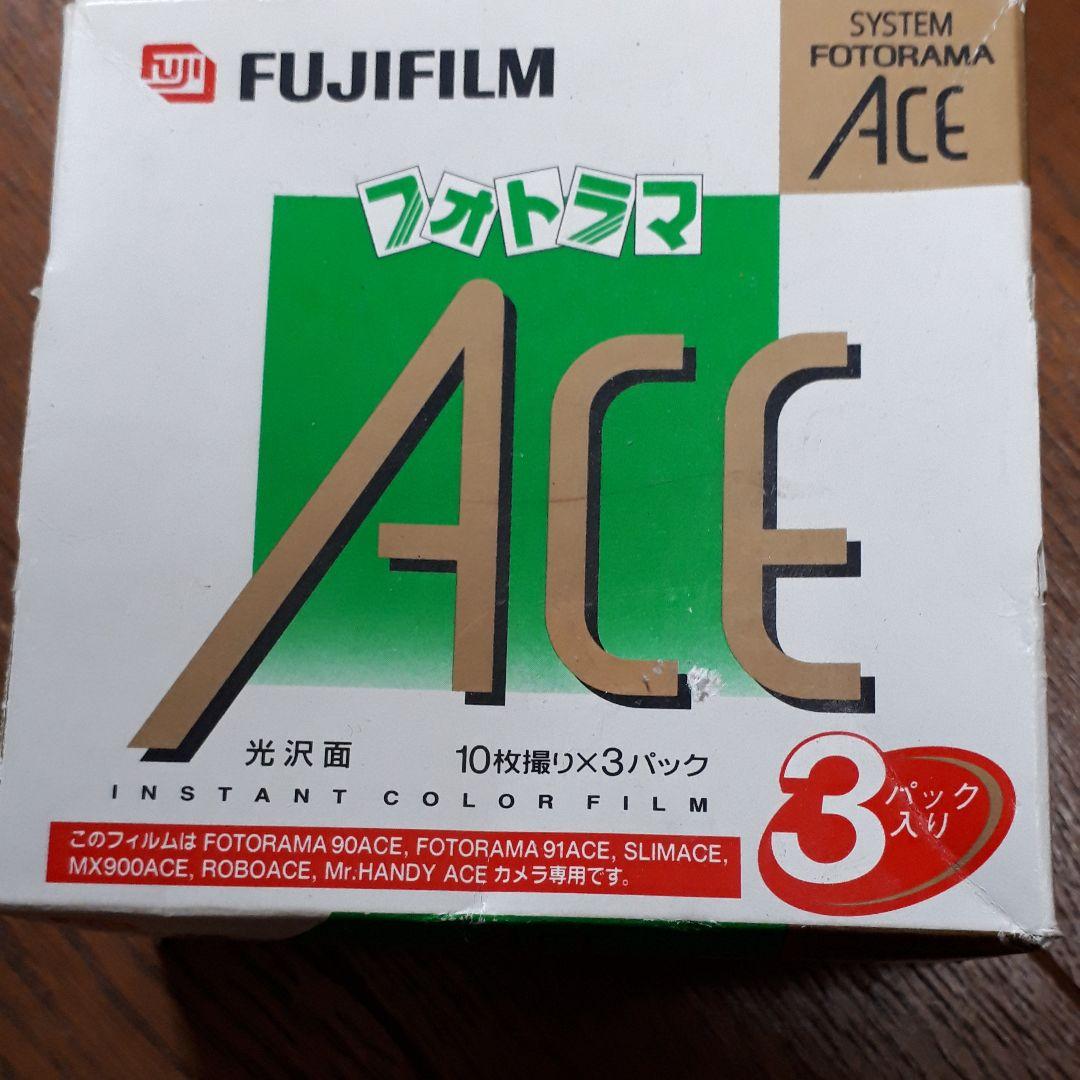 FUJI FUJIFILM
SYSTEM
FOTORAMA
ACE
フォトラマ
ACE
光沢面 10枚撮り×3パック
INSTANT COLOR FILM
3パック
入り
このフィルムは FOTORAMA 90ACE, FOTORAMA 91ACE, SLIMACE,
MX900ACE, ROBOACE, Mr.HANDY ACE カメラ専用です。